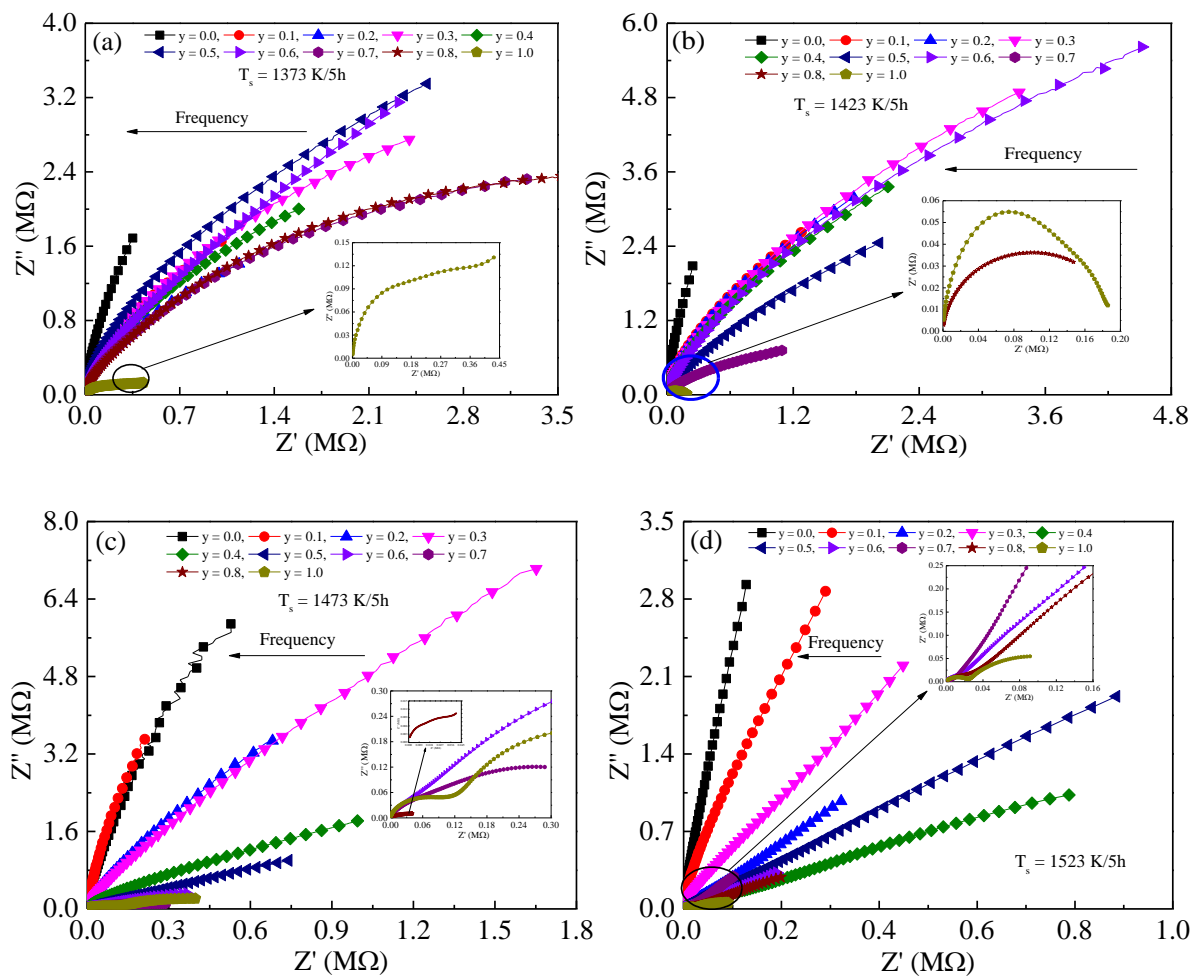 (a)
y = 0.0, y = 0.1, y = 0.2, y = 0.3, y = 0.4
y = 0.5, y = 0.6, y = 0.7, y = 0.8, y = 1.0
T_s = 1373 K/5h
Frequency
Z'' (MΩ)
4.0
3.2
2.4
1.6
0.8
0.0
0.0 0.7 1.4 2.1 2.8 3.5
Z' (MΩ)
Z'' (MΩ)
0.15
0.12
0.09
0.06
0.03
0.00
0.00 0.09 0.18 0.27 0.36 0.45
Z' (MΩ)
(b)
y = 0.0, y = 0.1, y = 0.2, y = 0.3
y = 0.4, y = 0.5, y = 0.6, y = 0.7
y = 0.8, y = 1.0
T_s = 1423 K/5h
Frequency
Z'' (MΩ)
6.0
4.8
3.6
2.4
1.2
0.0
0.0 1.2 2.4 3.6 4.8
Z' (MΩ)
Z'' (MΩ)
0.06
0.05
0.04
0.03
0.02
0.01
0.00
0.00 0.04 0.08 0.12 0.16 0.20
Z' (MΩ)
(c)
y = 0.0, y = 0.1, y = 0.2, y = 0.3
y = 0.4, y = 0.5, y = 0.6, y = 0.7
y = 0.8, y = 1.0
T_s = 1473 K/5h
Frequency
Z'' (MΩ)
8.0
6.4
4.8
3.2
1.6
0.0
0.0 0.3 0.6 0.9 1.2 1.5 1.8
Z' (MΩ)
Z'' (MΩ)
0.30
0.24
0.18
0.12
0.06
0.00
0.00 0.06 0.12 0.18 0.24 0.30
Z' (MΩ)
(d)
y = 0.0, y = 0.1, y = 0.2, y = 0.3, y = 0.4
y = 0.5, y = 0.6, y = 0.7, y = 0.8, y = 1.0
Frequency
T_s = 1523 K/5h
Z'' (MΩ)
3.5
2.8
2.1
1.4
0.7
0.0
0.0 0.2 0.4 0.6 0.8 1.0
Z' (MΩ)
Z'' (MΩ)
0.25
0.20
0.15
0.10
0.05
0.00
0.00 0.04 0.08 0.12 0.16
Z' (MΩ)